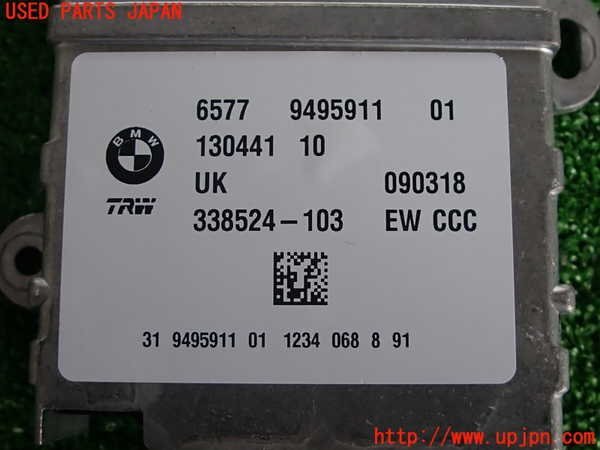 USED PARTS JAPAN
6577 9495911 01
BMW
130441 10
UK 090318
TRW
338524-103 EW CCC
31 9495911 01 1234 068 8 91
http://www.upjpn.com/